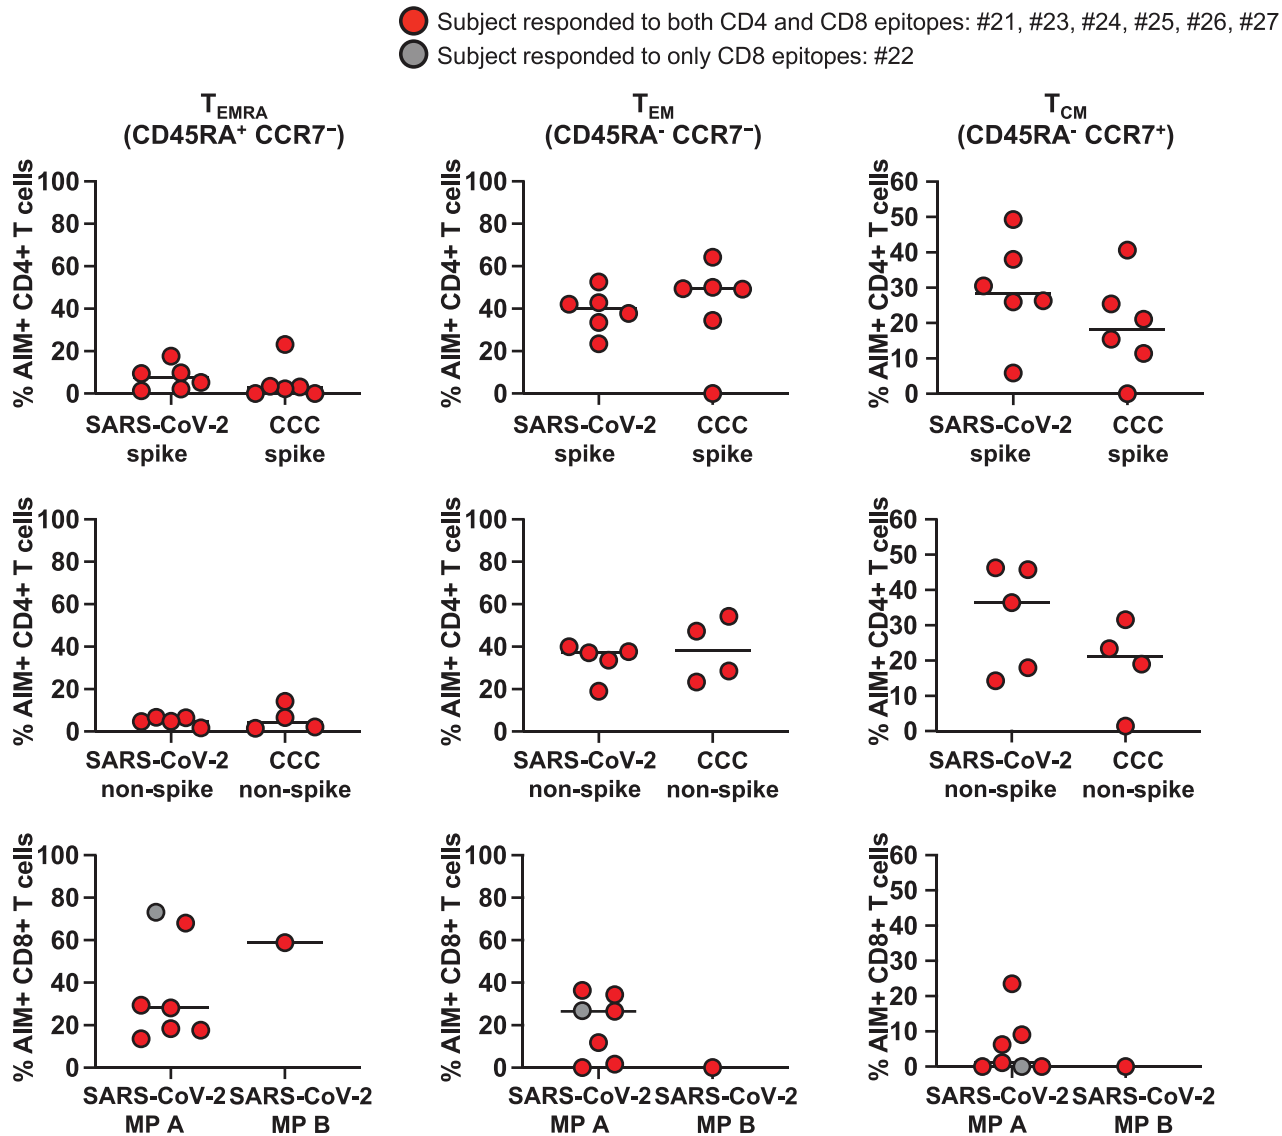 Subject responded to both CD4 and CD8 epitopes: #21, #23, #24, #25, #26, #27
Subject responded to only CD8 epitopes: #22
TEMRA
(CD45RA+ CCR7–)
TEM
(CD45RA- CCR7–)
TCM
(CD45RA- CCR7+)
% AIM+ CD4+ T cells
100
80
60
40
20
0
SARS-CoV-2
spike
CCC
spike
% AIM+ CD4+ T cells
100
80
60
40
20
0
SARS-CoV-2
spike
CCC
spike
% AIM+ CD4+ T cells
60
50
40
30
20
10
0
SARS-CoV-2
spike
CCC
spike
% AIM+ CD4+ T cells
100
80
60
40
20
0
SARS-CoV-2
non-spike
CCC
non-spike
% AIM+ CD4+ T cells
100
80
60
40
20
0
SARS-CoV-2
non-spike
CCC
non-spike
% AIM+ CD4+ T cells
60
50
40
30
20
10
0
SARS-CoV-2
non-spike
CCC
non-spike
% AIM+ CD8+ T cells
100
80
60
40
20
0
SARS-CoV-2
MP A
SARS-CoV-2
MP B
% AIM+ CD8+ T cells
100
80
60
40
20
0
SARS-CoV-2
MP A
SARS-CoV-2
MP B
% AIM+ CD8+ T cells
60
50
40
30
20
10
0
SARS-CoV-2
MP A
SARS-CoV-2
MP B